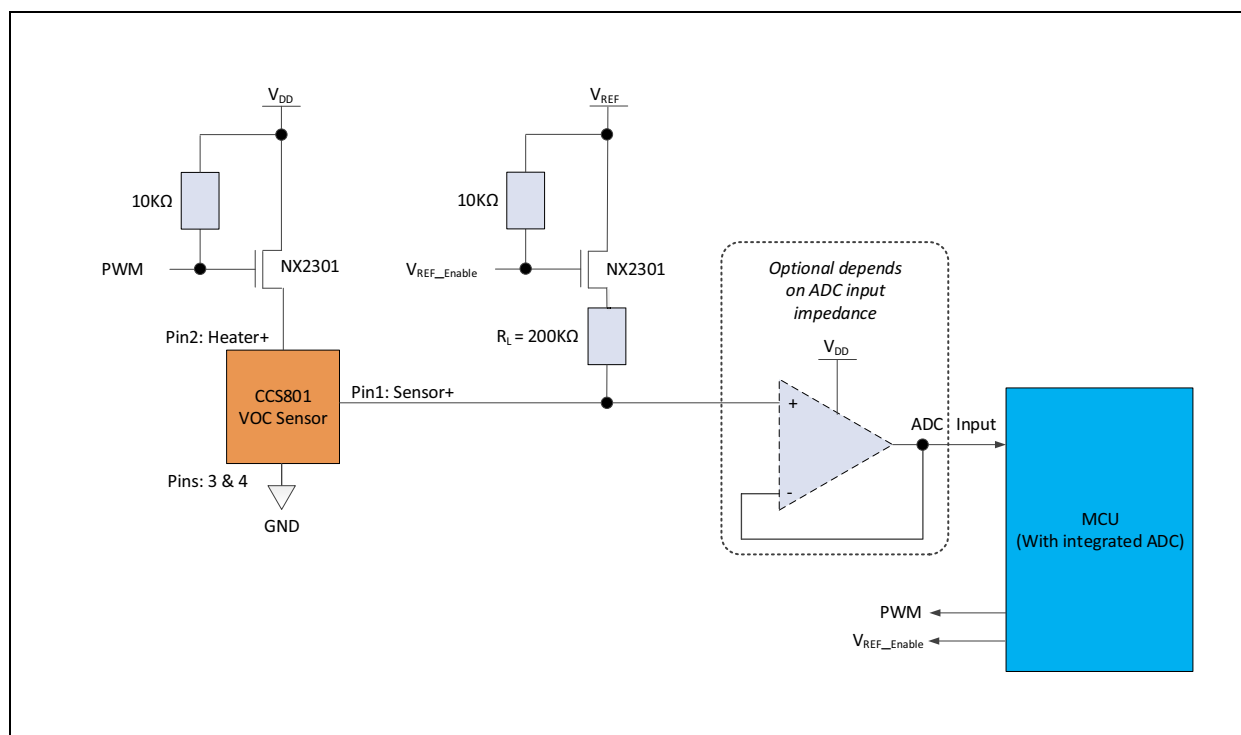 VDD
VREF
10KΩ
10KΩ
PWM
NX2301
VREF_Enable
NX2301
Optional depends
on ADC input
impedance
Pin2: Heater+
RL = 200KΩ
VDD
CCS801
VOC Sensor
Pin1: Sensor+
+
ADC Input
-
Pins: 3 & 4
GND
MCU
(With integrated ADC)
PWM
VREF_Enable